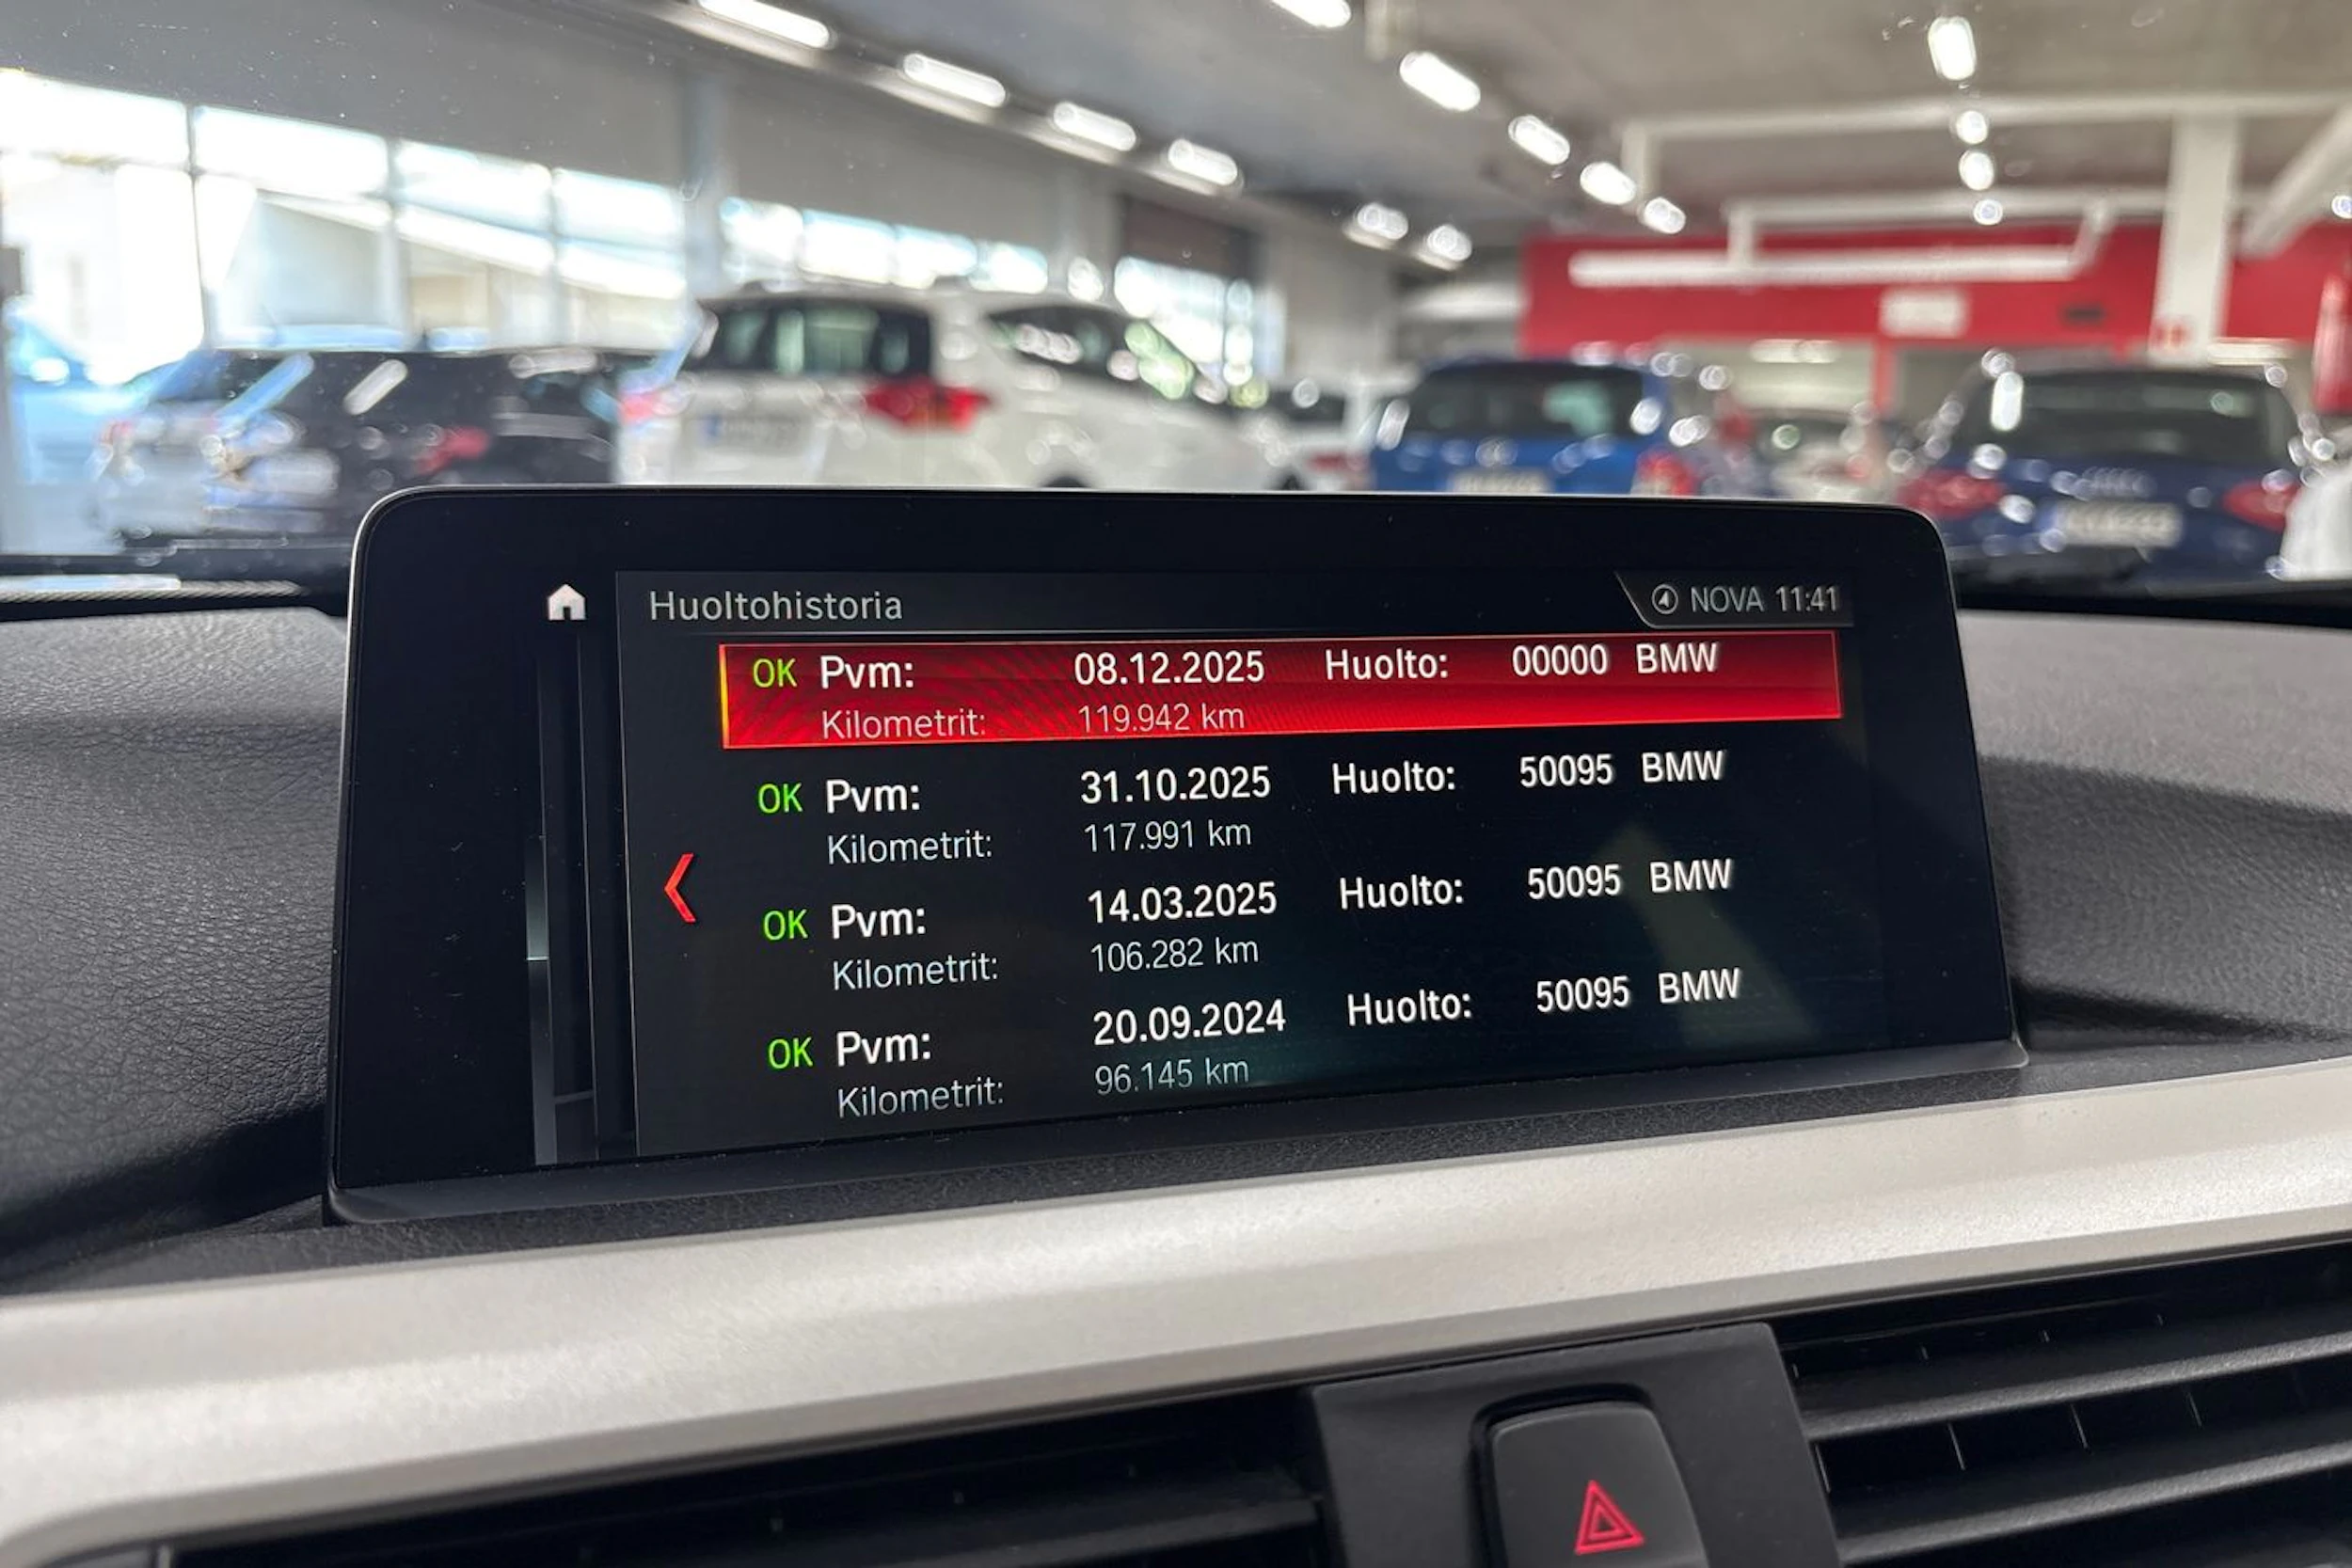 Huoltohistoria
NOVA 11:41
OK Pvm: 08.12.2025 Huolto: 00000 BMW
Kilometrit: 119.942 km
OK Pvm: 31.10.2025 Huolto: 50095 BMW
Kilometrit: 117.991 km
OK Pvm: 14.03.2025 Huolto: 50095 BMW
Kilometrit: 106.282 km
OK Pvm: 20.09.2024 Huolto: 50095 BMW
Kilometrit: 96.145 km